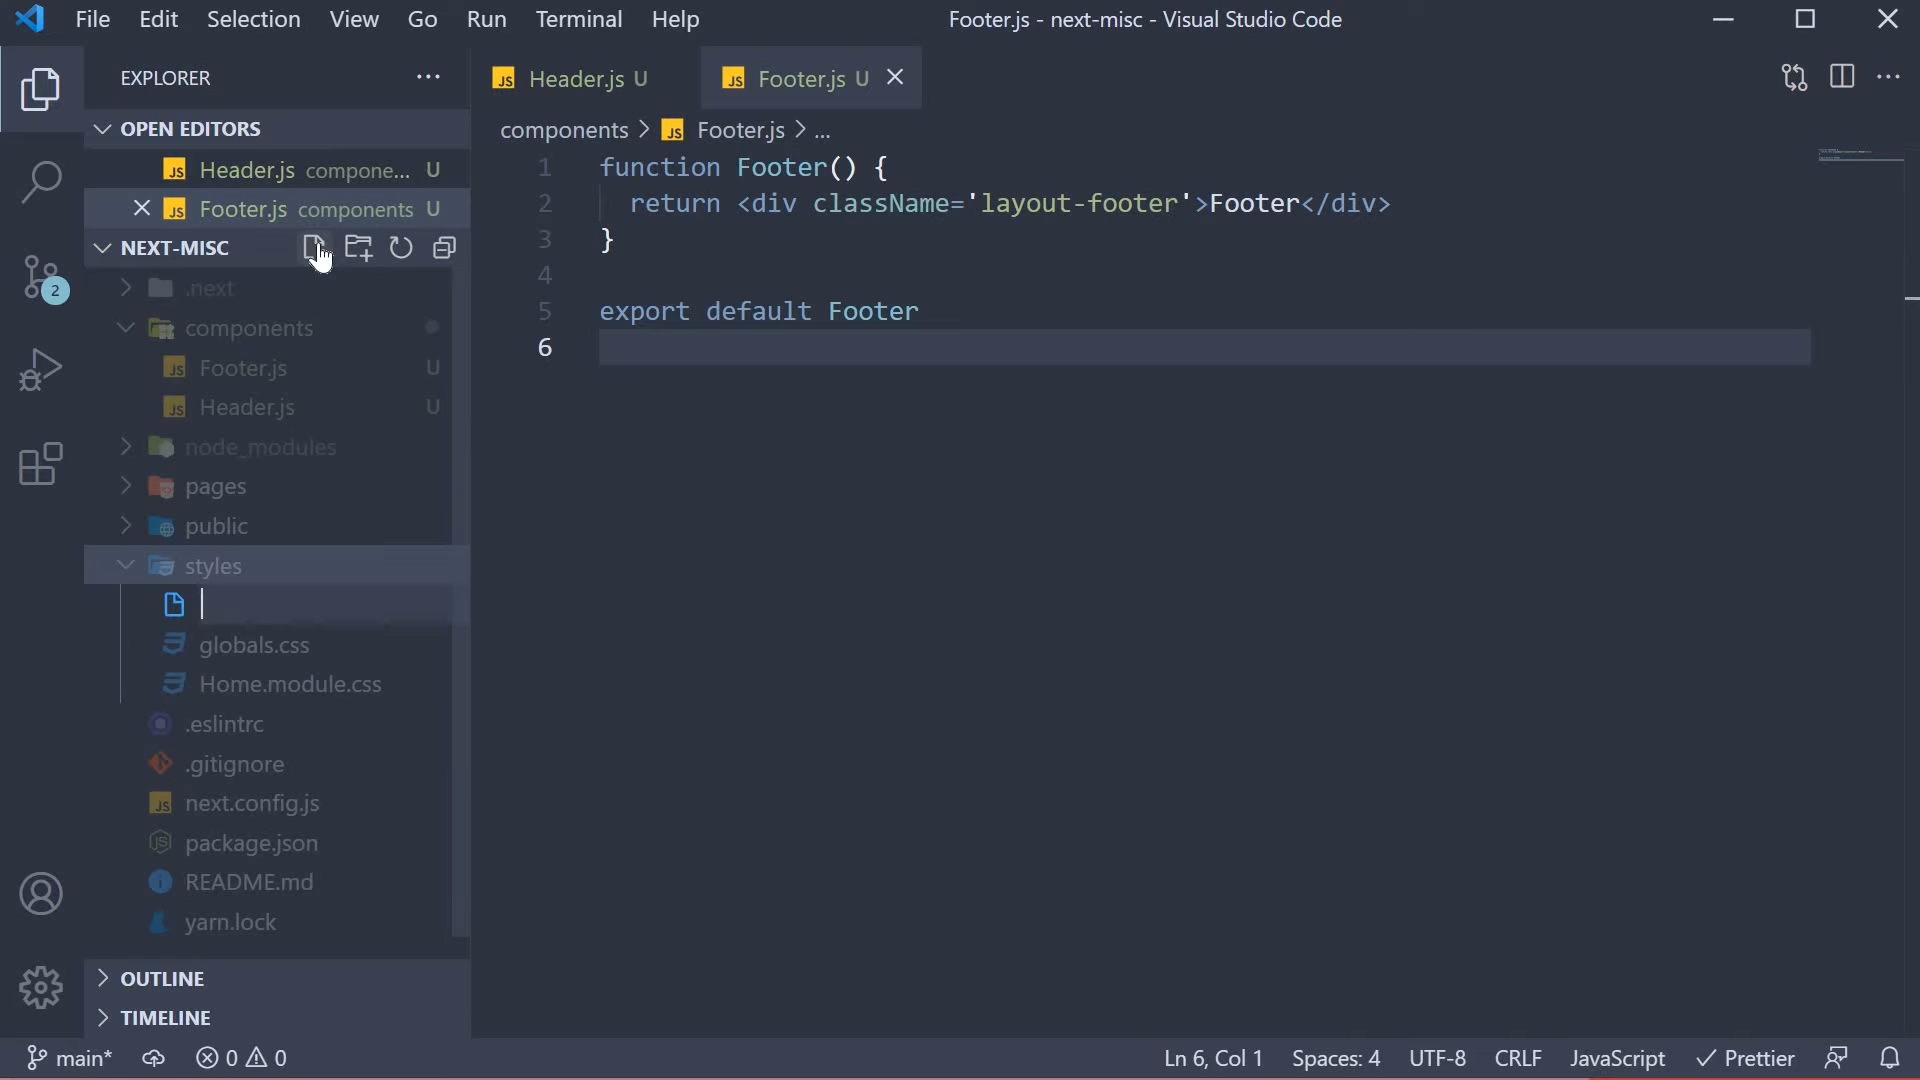 File Edit Selection View Go Run Terminal Help
Footer.js - next-misc - Visual Studio Code
EXPLORER
OPEN EDITORS
Header.js compone... U
Footer.js components U
NEXT-MISC
.next
components
Footer.js U
Header.js U
node_modules
pages
public
styles
globals.css
Home.module.css
.eslintrc
.gitignore
next.config.js
package.json
README.md
yarn.lock
OUTLINE
TIMELINE
2
Header.js U
Footer.js U
components > Footer.js > ...
1 function Footer() {
2 return <div className='layout-footer'>Footer</div>
3 }
4
5 export default Footer
6
main* 0 0
Ln 6, Col 1 Spaces: 4 UTF-8 CRLF JavaScript Prettier